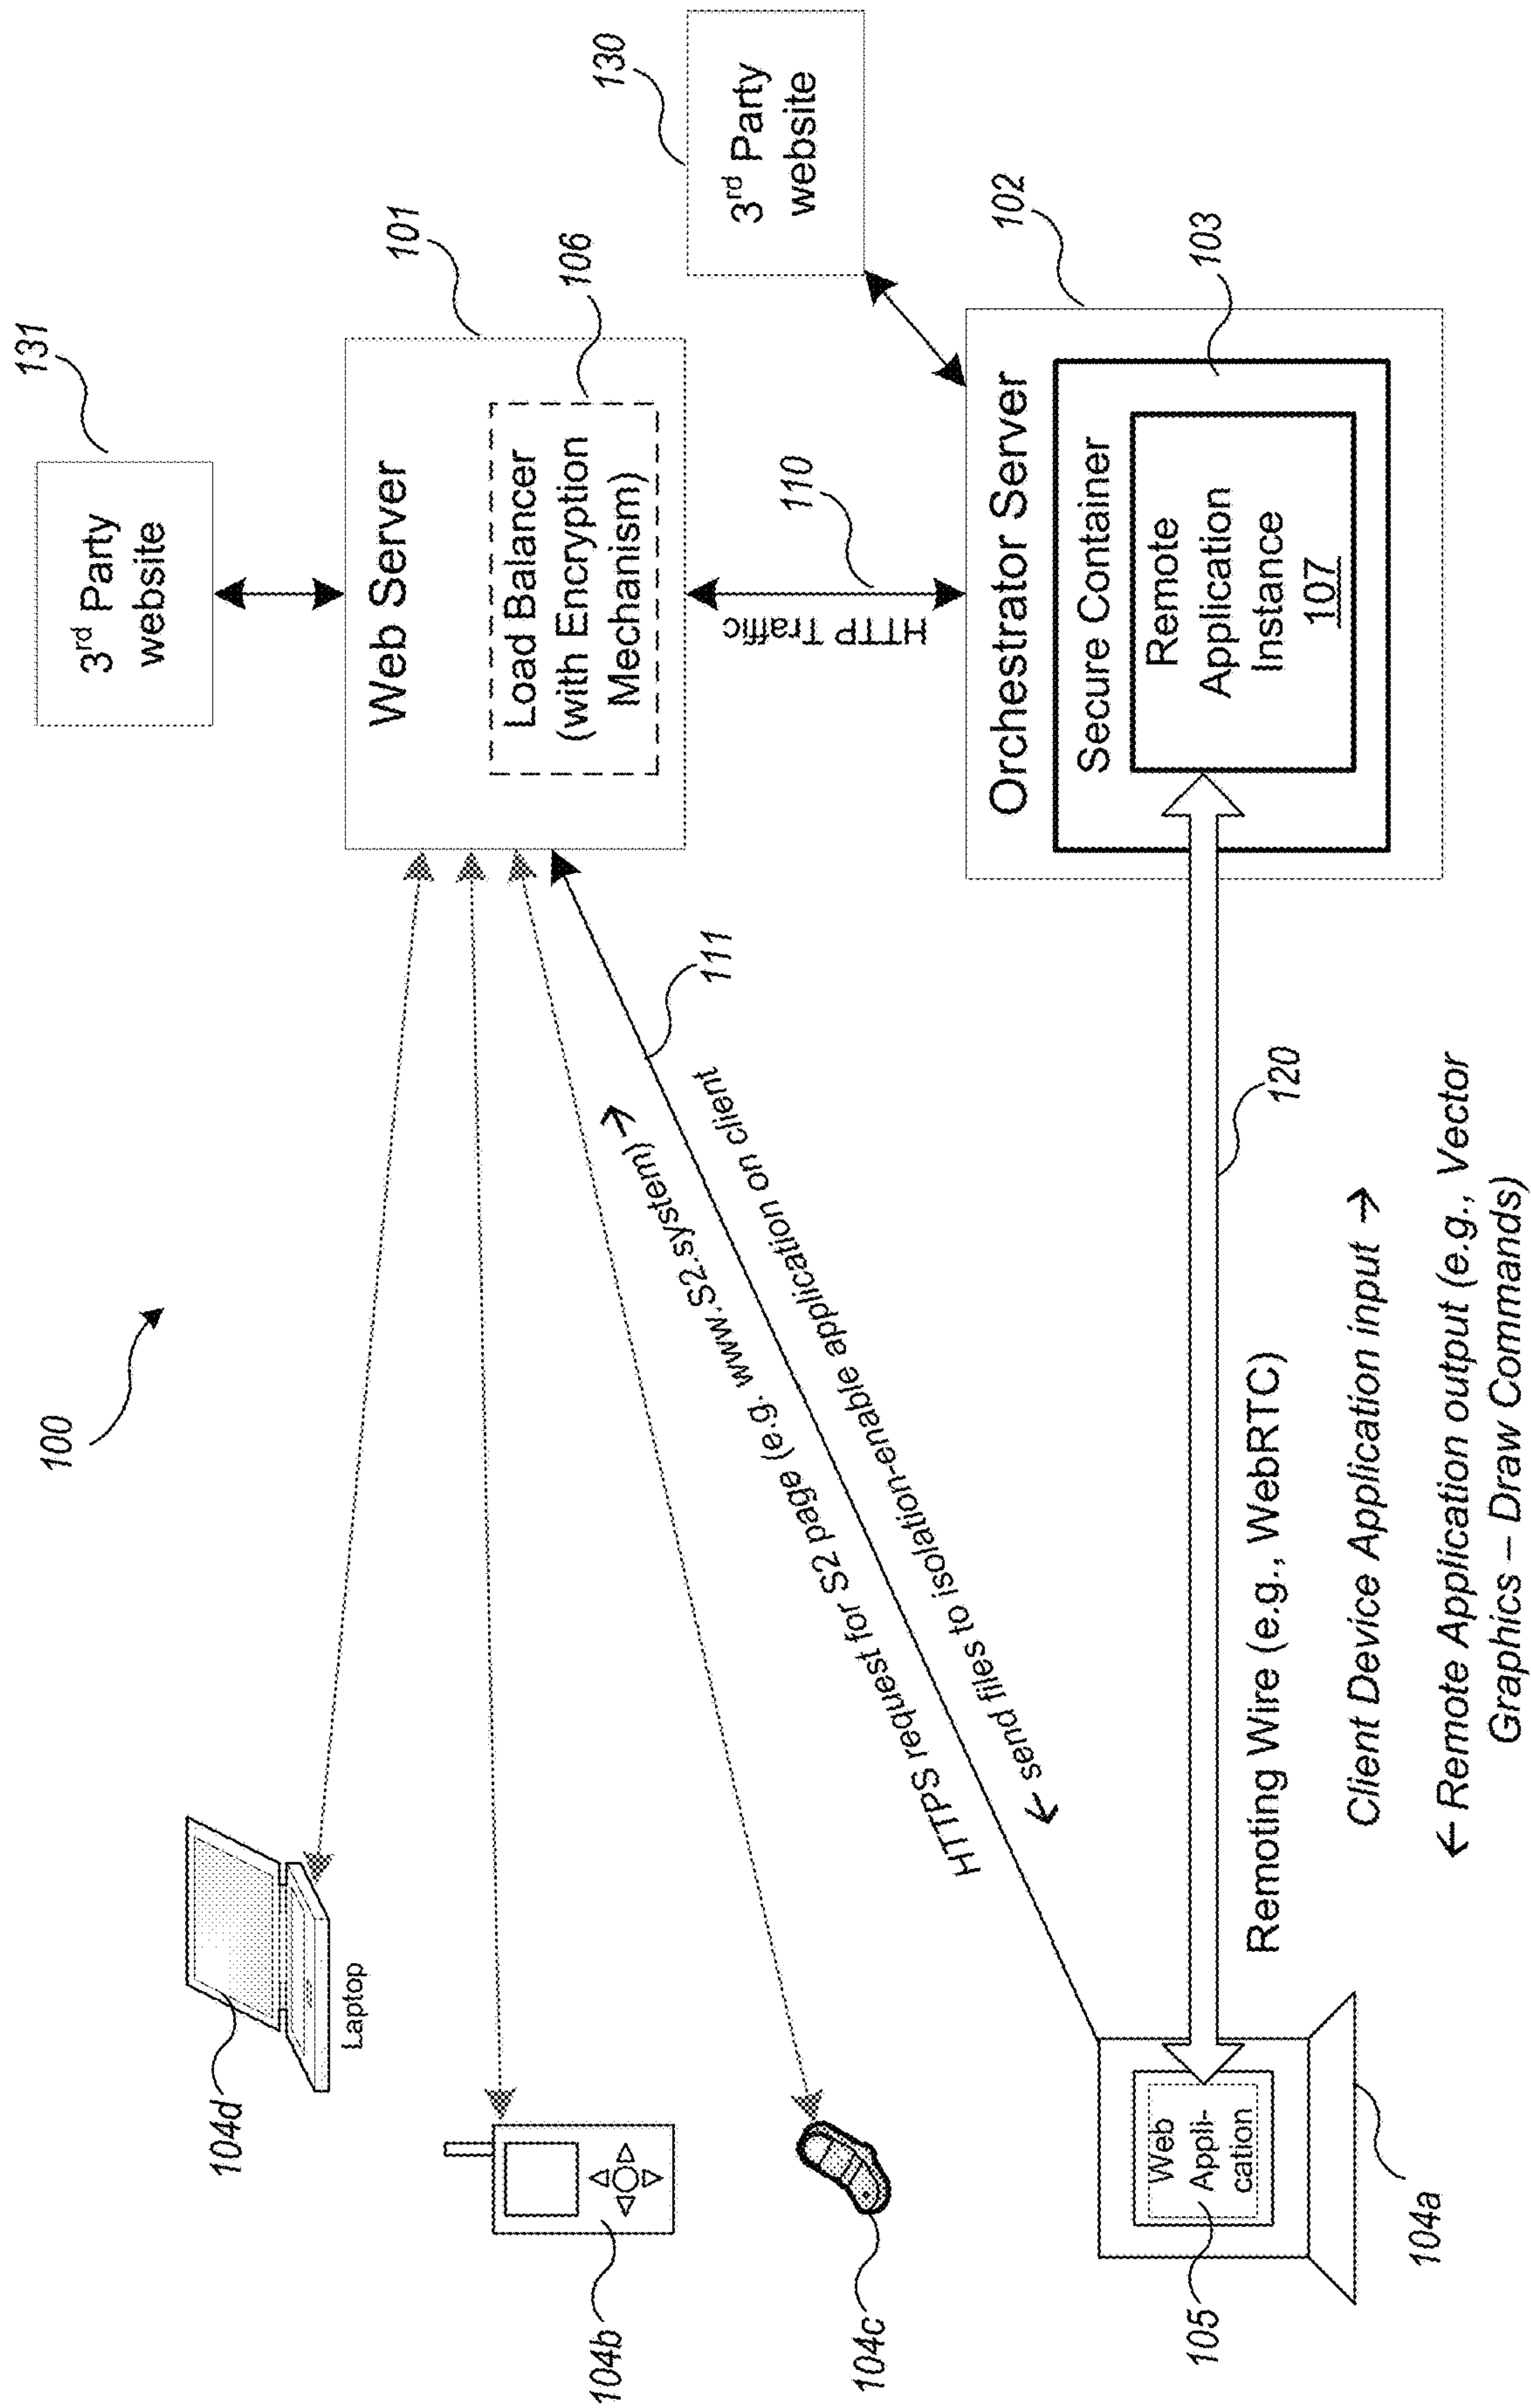 100
131
3rd Party
website
101
Web Server
106
Load Balancer
(with Encryption
Mechanism)
130
3rd Party
website
104d
Laptop
104b
104c
111
HTTPS request for S2 page (e.g. www.S2.system) →
← send files to isolation-enable application on client
110
HTTP Traffic
102
Orchestrator Server
103
Secure Container
Remote
Application
Instance
107
105
Web
Appli-
cation
104a
120
Remoting Wire (e.g., WebRTC)
Client Device Application input →
← Remote Application output (e.g., Vector
Graphics – Draw Commands)